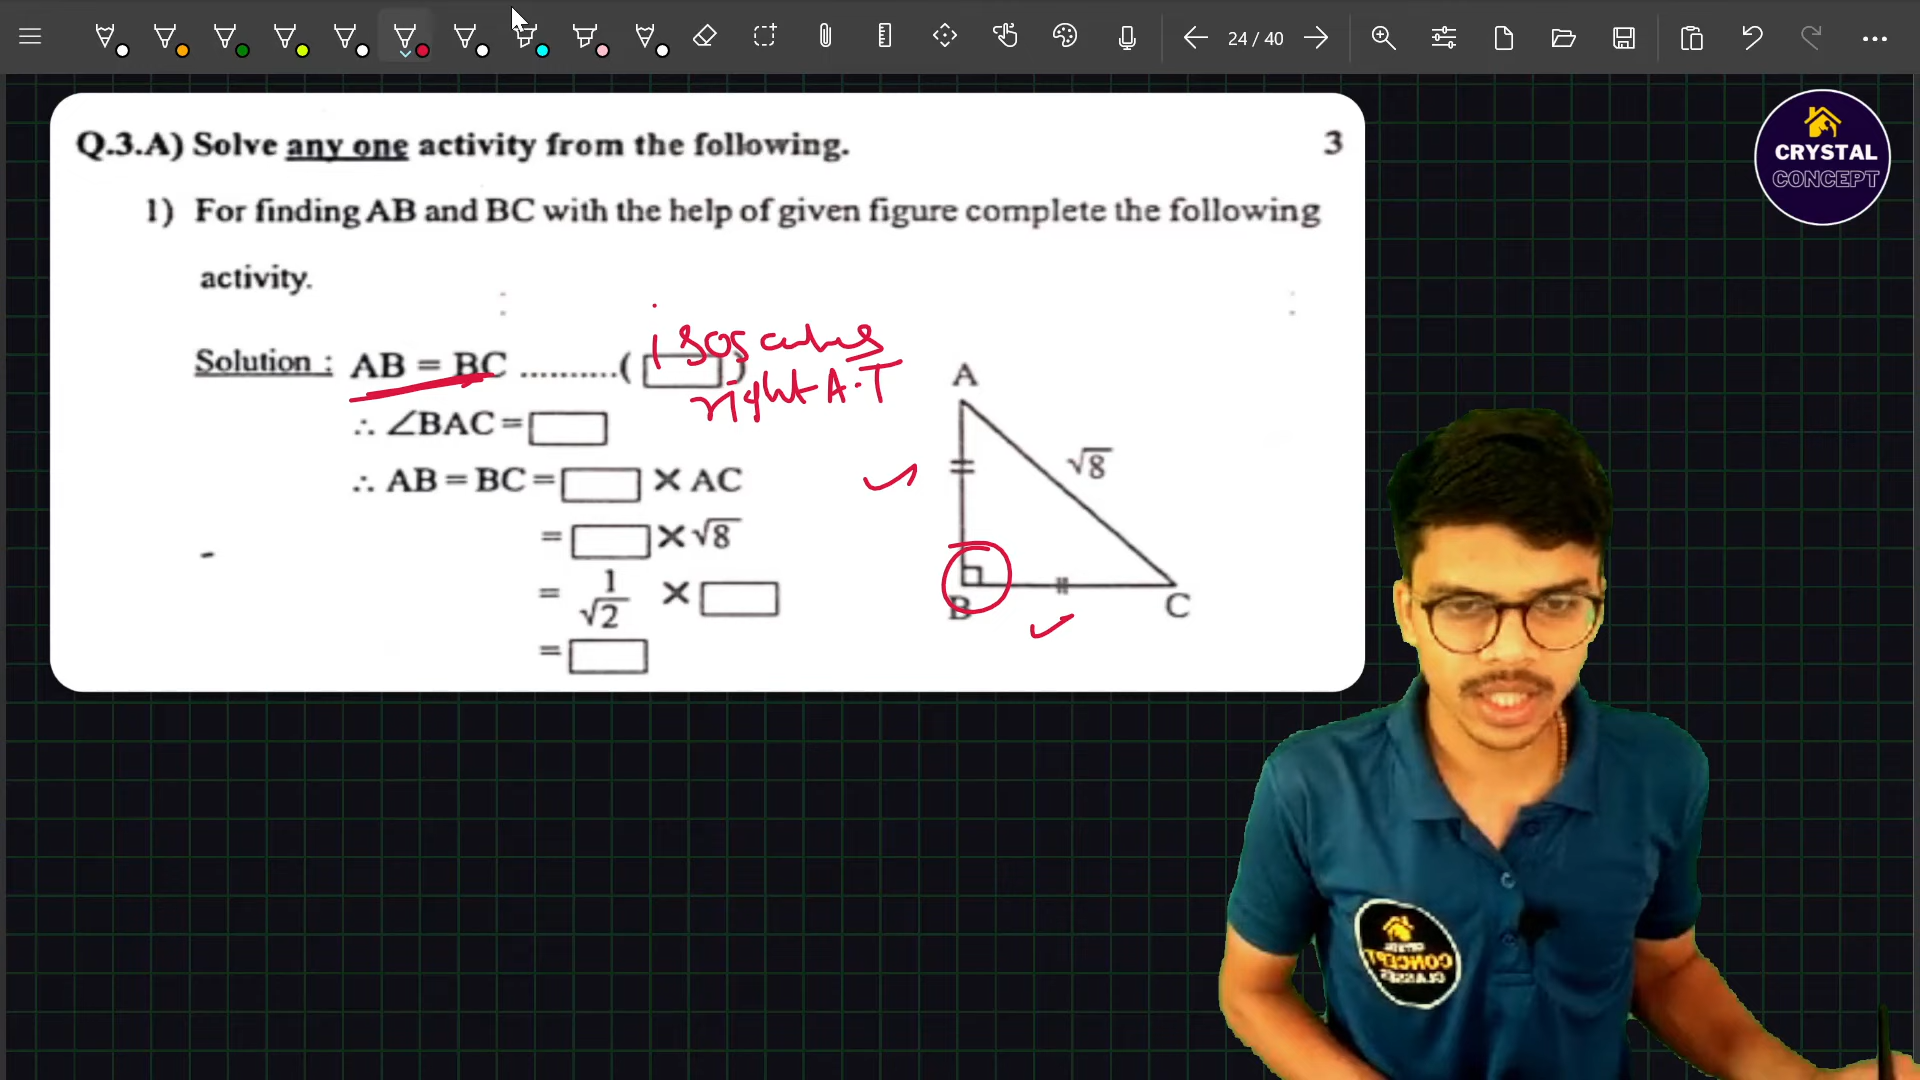 24 / 40
CRYSTAL
CONCEPT
Q.3.A) Solve any one activity from the following. 3
1) For finding AB and BC with the help of given figure complete the following
activity.
Solution : AB = BC ..........( )
right A.T
∴ ∠BAC =
∴ AB = BC = × AC
= × √8
= 1/√2 ×
=
A
√8
B
C
CONCEPT
CLASSES